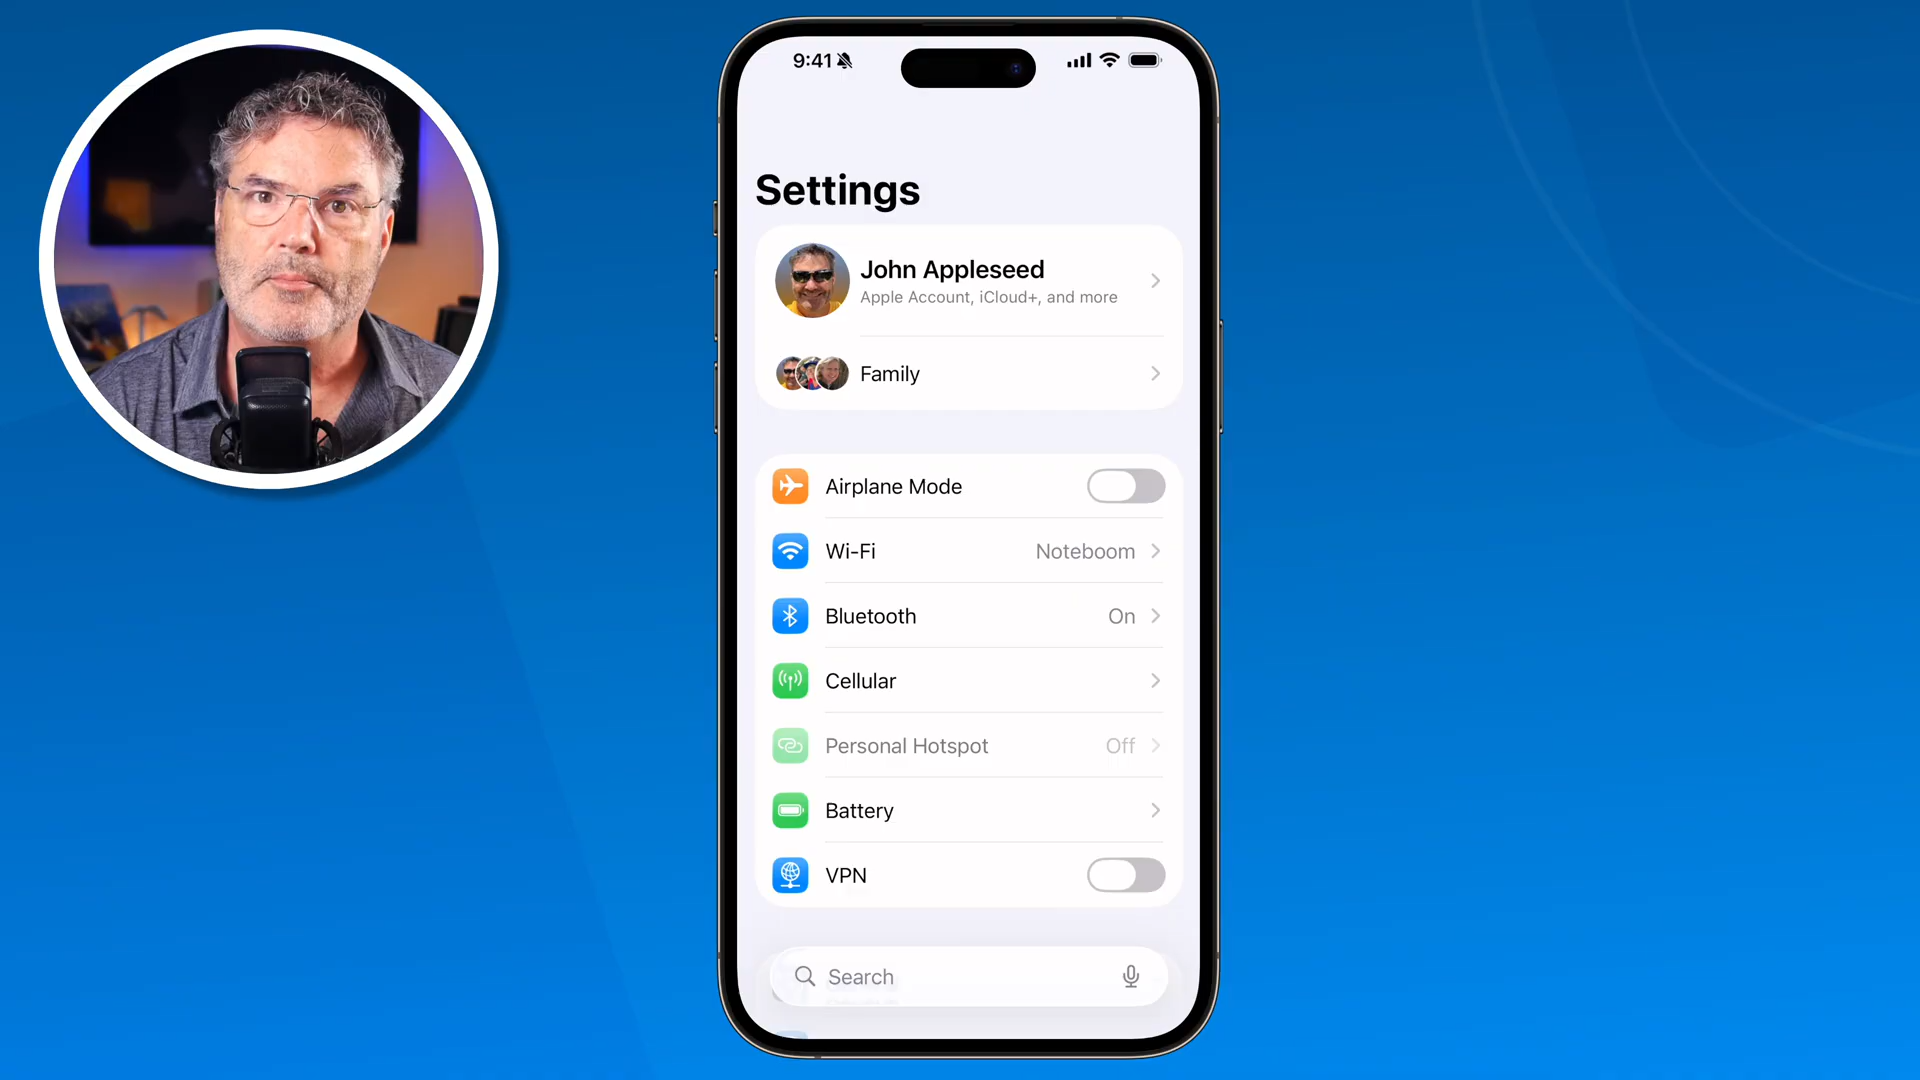 9:41
Settings
John Appleseed
Apple Account, iCloud+, and more
Family
Airplane Mode
Wi-Fi Noteboom
Bluetooth On
Cellular
Personal Hotspot Off
Battery
VPN
Search